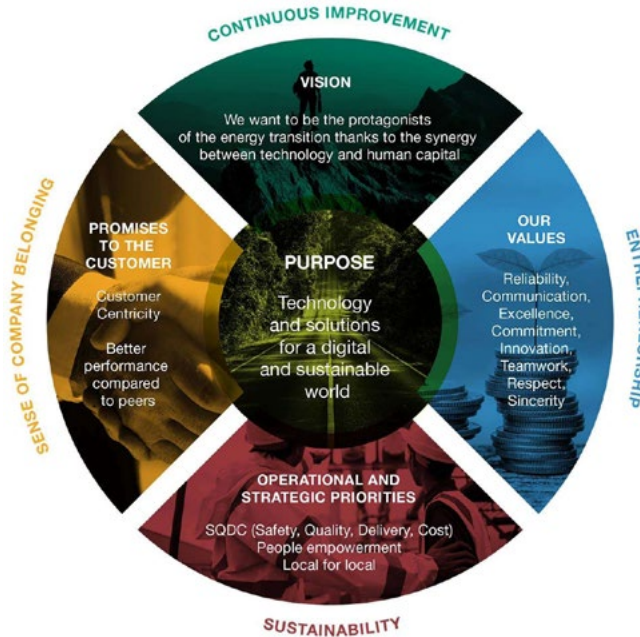 CONTINUOUS IMPROVEMENT
VISION
We want to be the protagonists
of the energy transition thanks to the synergy
between technology and human capital
SENSE OF COMPANY BELONGING
PROMISES
TO THE
CUSTOMER
Customer
Centricity
Better
performance
compared
to peers
PURPOSE
Technology
and solutions
for a digital
and sustainable
world
OUR
VALUES
Reliability,
Communication,
Excellence,
Commitment,
Innovation,
Teamwork,
Respect,
Sincerity
OPERATIONAL AND
STRATEGIC PRIORITIES
SQDC (Safety, Quality, Delivery, Cost)
People empowerment
Local for local
SUSTAINABILITY